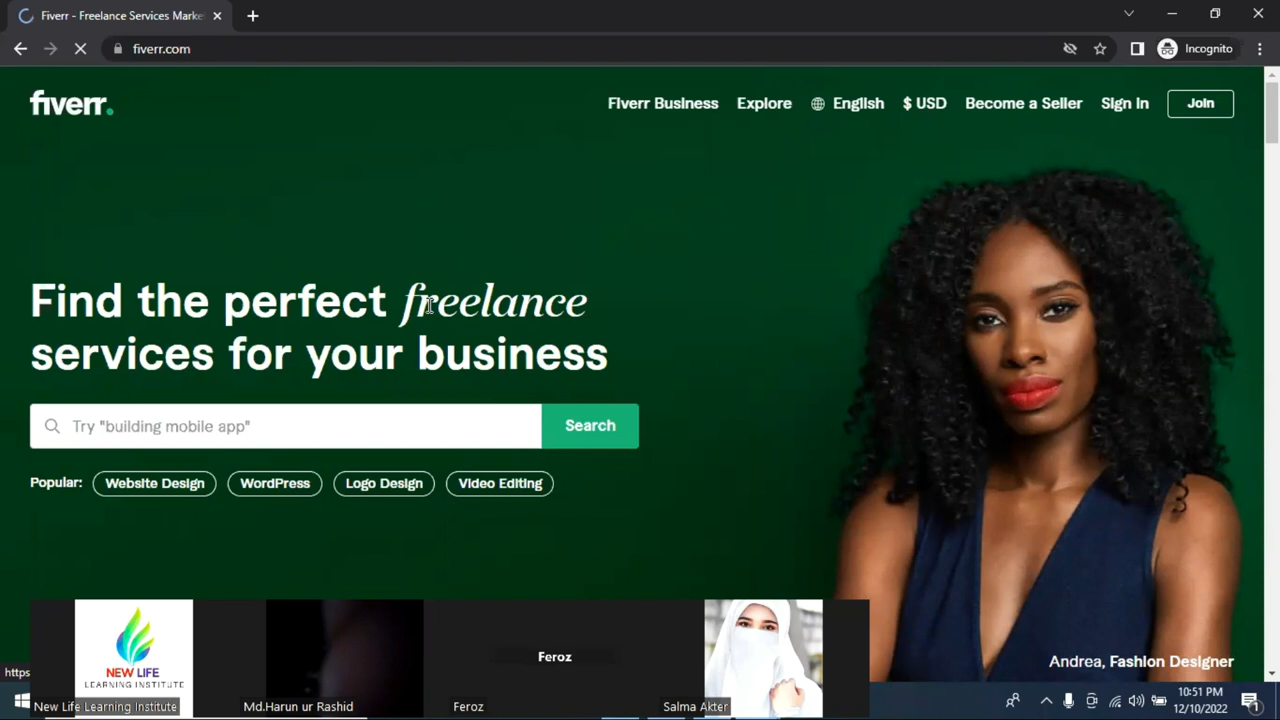 Fiverr - Freelance Services Marke
fiverr.com
Incognito
fiverr.
Fiverr Business
Explore
English
$ USD
Become a Seller
Sign In
Join
Find the perfect freelance
services for your business
Try "building mobile app"
Search
Popular:
Website Design
WordPress
Logo Design
Video Editing
Andrea, Fashion Designer
NEW LIFE
LEARNING INSTITUTE
Feroz
New Life Learning Institute
Md.Harun ur Rashid
Feroz
Salma Akter
https
10:51 PM
12/10/2022
1